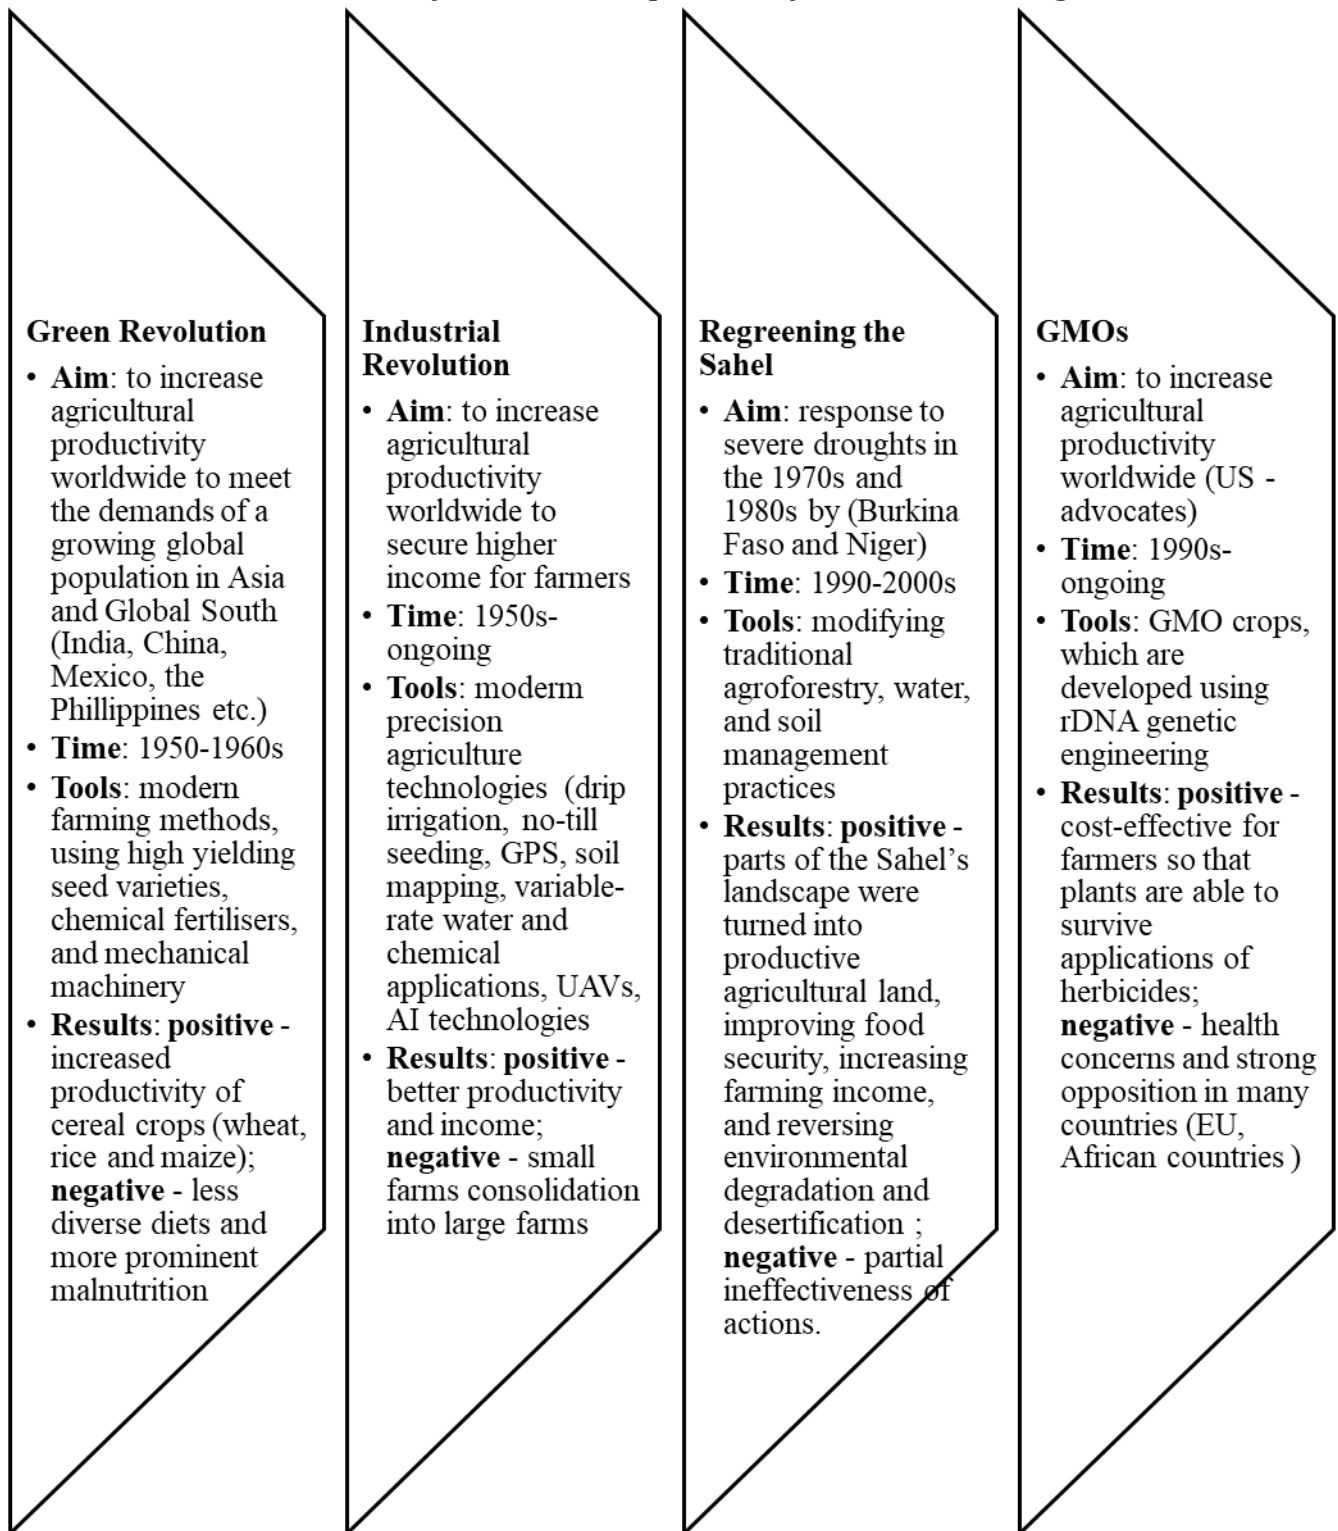 Green Revolution
• Aim: to increase
agricultural
productivity
worldwide to meet
the demands of a
growing global
population in Asia
and Global South
(India, China,
Mexico, the
Phillippines etc.)
• Time: 1950-1960s
• Tools: modern
farming methods,
using high yielding
seed varieties,
chemical fertilisers,
and mechanical
machinery
• Results: positive -
increased
productivity of
cereal crops (wheat,
rice and maize);
negative - less
diverse diets and
more prominent
malnutrition
Industrial
Revolution
• Aim: to increase
agricultural
productivity
worldwide to
secure higher
income for farmers
• Time: 1950s-
ongoing
• Tools: moderm
precision
agriculture
technologies (drip
irrigation, no-till
seeding, GPS, soil
mapping, variable-
rate water and
chemical
applications, UAVs,
AI technologies
• Results: positive -
better productivity
and income;
negative - small
farms consolidation
into large farms
Regreening the
Sahel
• Aim: response to
severe droughts in
the 1970s and
1980s by (Burkina
Faso and Niger)
• Time: 1990-2000s
• Tools: modifying
traditional
agroforestry, water,
and soil
management
practices
• Results: positive -
parts of the Sahel’s
landscape were
turned into
productive
agricultural land,
improving food
security, increasing
farming income,
and reversing
environmental
degradation and
desertification ;
negative - partial
ineffectiveness of
actions.
GMOs
• Aim: to increase
agricultural
productivity
worldwide (US -
advocates)
• Time: 1990s-
ongoing
• Tools: GMO crops,
which are
developed using
rDNA genetic
engineering
• Results: positive -
cost-effective for
farmers so that
plants are able to
survive
applications of
herbicides;
negative - health
concerns and strong
opposition in many
countries (EU,
African countries )